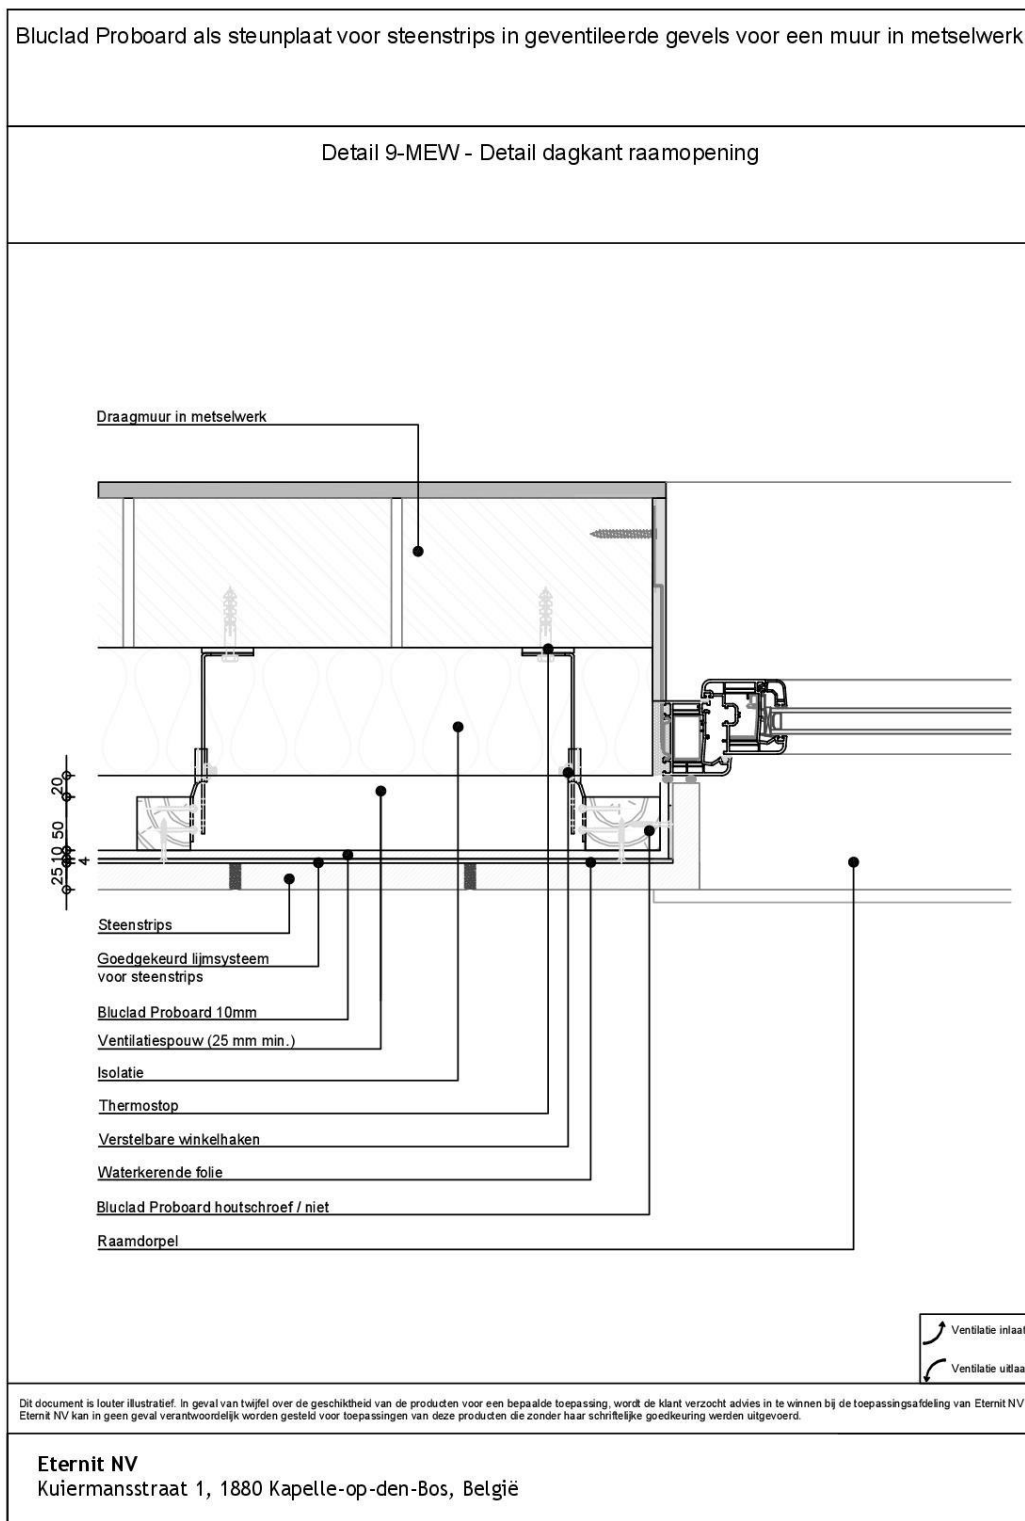 Bluclad Proboard als steunplaat voor steenstrips in geventileerde gevels voor een muur in metselwerk
Detail 9-MEW - Detail dagkant raamopening
Draagmuur in metselwerk
20
50
10
4
25
Steenstrips
Goedgekeurd lijmsysteem
voor steenstrips
Bluclad Proboard 10mm
Ventilatiespouw (25 mm min.)
Isolatie
Thermostop
Verstelbare winkelhaken
Waterkerende folie
Bluclad Proboard houtschroef / niet
Raamdorpel
Ventilatie inlaat
Ventilatie uitlaa
Dit document is louter illustratief. In geval van twijfel over de geschiktheid van de producten voor een bepaalde toepassing, wordt de klant verzocht advies in te winnen bij de toepassingsafdeling van Eternit NV
Eternit NV kan in geen geval verantwoordelijk worden gesteld voor toepassingen van deze producten die zonder haar schriftelijke goedkeuring werden uitgevoerd.
Eternit NV
Kuiermansstraat 1, 1880 Kapelle-op-den-Bos, België